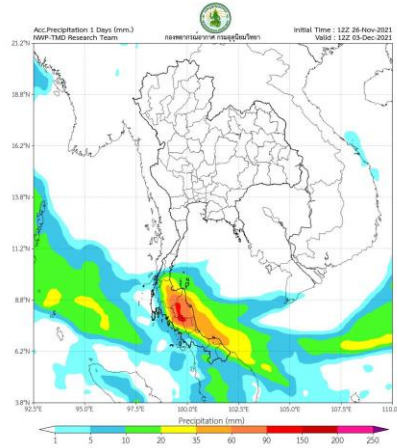 Acc.Precipitation 1 Days (mm.)
NWP-TMD Research Team
กองพยากรณ์อากาศ กรมอุตุนิยมวิทยา
Initial Time : 12Z 26-Nov-2021
Valid : 12Z 03-Dec-2021
21.2°N
18.8°N
16.2°N
13.8°N
11.2°N
8.8°N
6.2°N
3.8°N
92.5°E 95.0°E 97.5°E 100.0°E 102.5°E 105.0°E 107.5°E 110.0
Precipitation (mm)
1 5 10 20 35 60 90 150 200 250